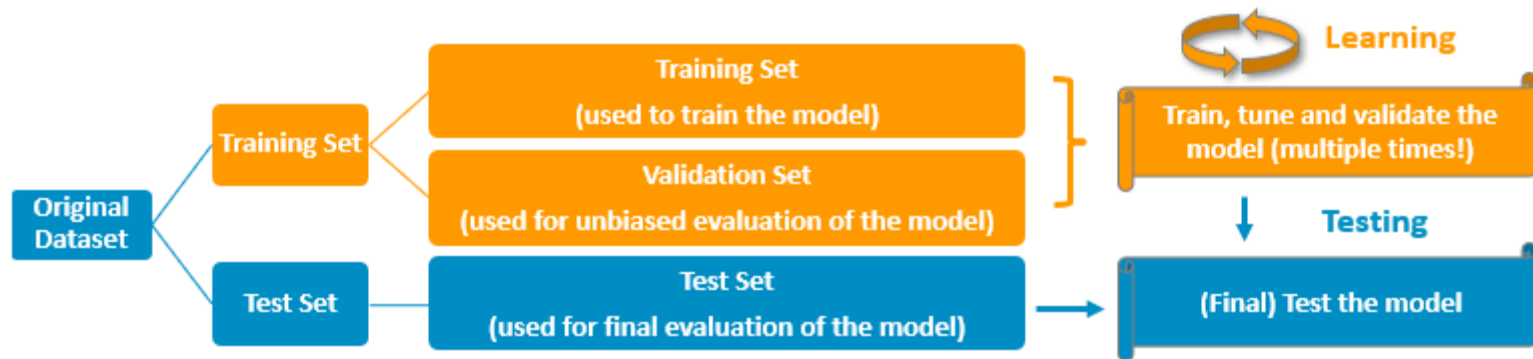 Original
Dataset
Training Set
Test Set
Training Set
(used to train the model)
Validation Set
(used for unbiased evaluation of the model)
Test Set
(used for final evaluation of the model)
Learning
Train, tune and validate the
model (multiple times!)
Testing
(Final) Test the model